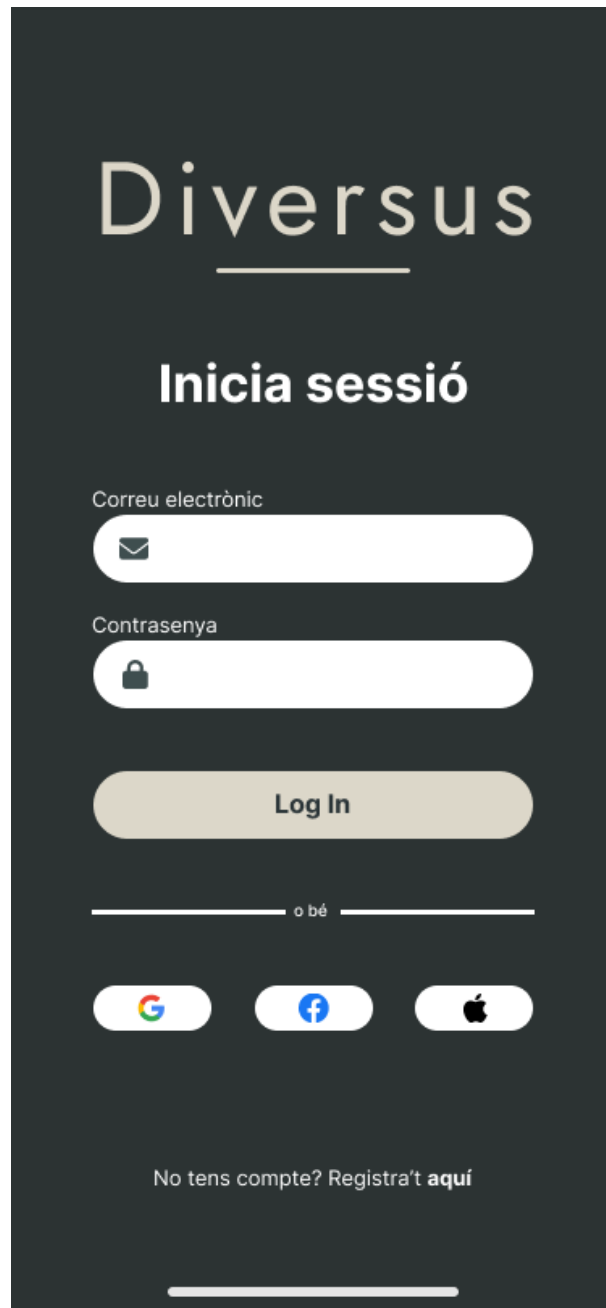 Diversus
Inicia sessió
Correu electrònic
Contrasenya
Log In
o bé
No tens compte? Registra’t aquí